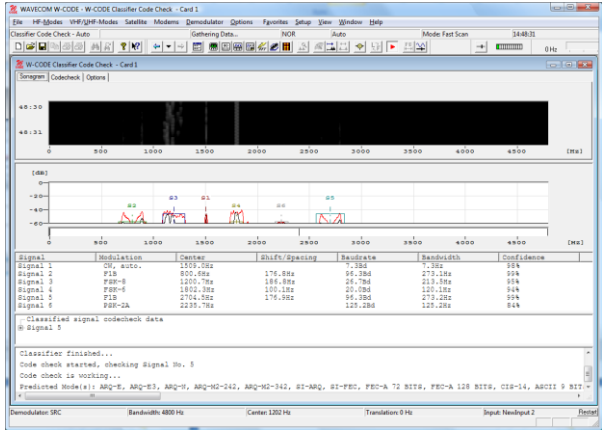 WAVECOM W-CODE - W-CODE Classifier Code Check - Card 1
File HF-Modes VHF/UHF-Modes Satellite Modems Demodulator Options Favorites Setup View Window Help
Classifier Code Check - Auto Gathering Data... NOR Auto Mode: Fast Scan 14:48:31
0 Hz
W-CODE Classifier Code Check - Card 1
Sonagram Codecheck Options
48:30
48:31
0 500 1000 1500 2000 2500 3000 3500 4000 4500 [Hz]
[dB]
0
-20
S2 S3 S1 S4 S6 S5
-40
-60
0 500 1000 1500 2000 2500 3000 3500 4000 4500 [Hz]
Signal Modulation Center Shift/Spacing Baudrate Bandwidth Confidence
Signal 1 CW, auto. 1509.0Hz 7.3Bd 7.3Hz 98%
Signal 2 F1B 800.6Hz 176.8Hz 96.3Bd 273.1Hz 99%
Signal 3 FSK-8 1200.7Hz 186.8Hz 26.7Bd 213.5Hz 95%
Signal 4 FSK-6 1802.3Hz 100.1Hz 20.0Bd 120.1Hz 94%
Signal 5 F1B 2704.5Hz 176.9Hz 96.3Bd 273.2Hz 99%
Signal 6 PSK-2A 2235.7Hz 125.2Bd 125.2Hz 84%
Classified signal codecheck data
Signal 5
Classifier finished...
Code check started, checking Signal No. 5
Code check is working...
Predicted Mode(s): ARQ-E, ARQ-E3, ARQ-N, ARQ-M2-242, ARQ-M2-342, SI-ARQ, SI-FEC, FEC-A 72 BITS, FEC-A 128 BITS, CIS-14, ASCII 9 BIT
Demodulator: SRC Bandwidth: 4800 Hz Center: 1202 Hz Translation: 0 Hz Input: NewInput 2 Restart